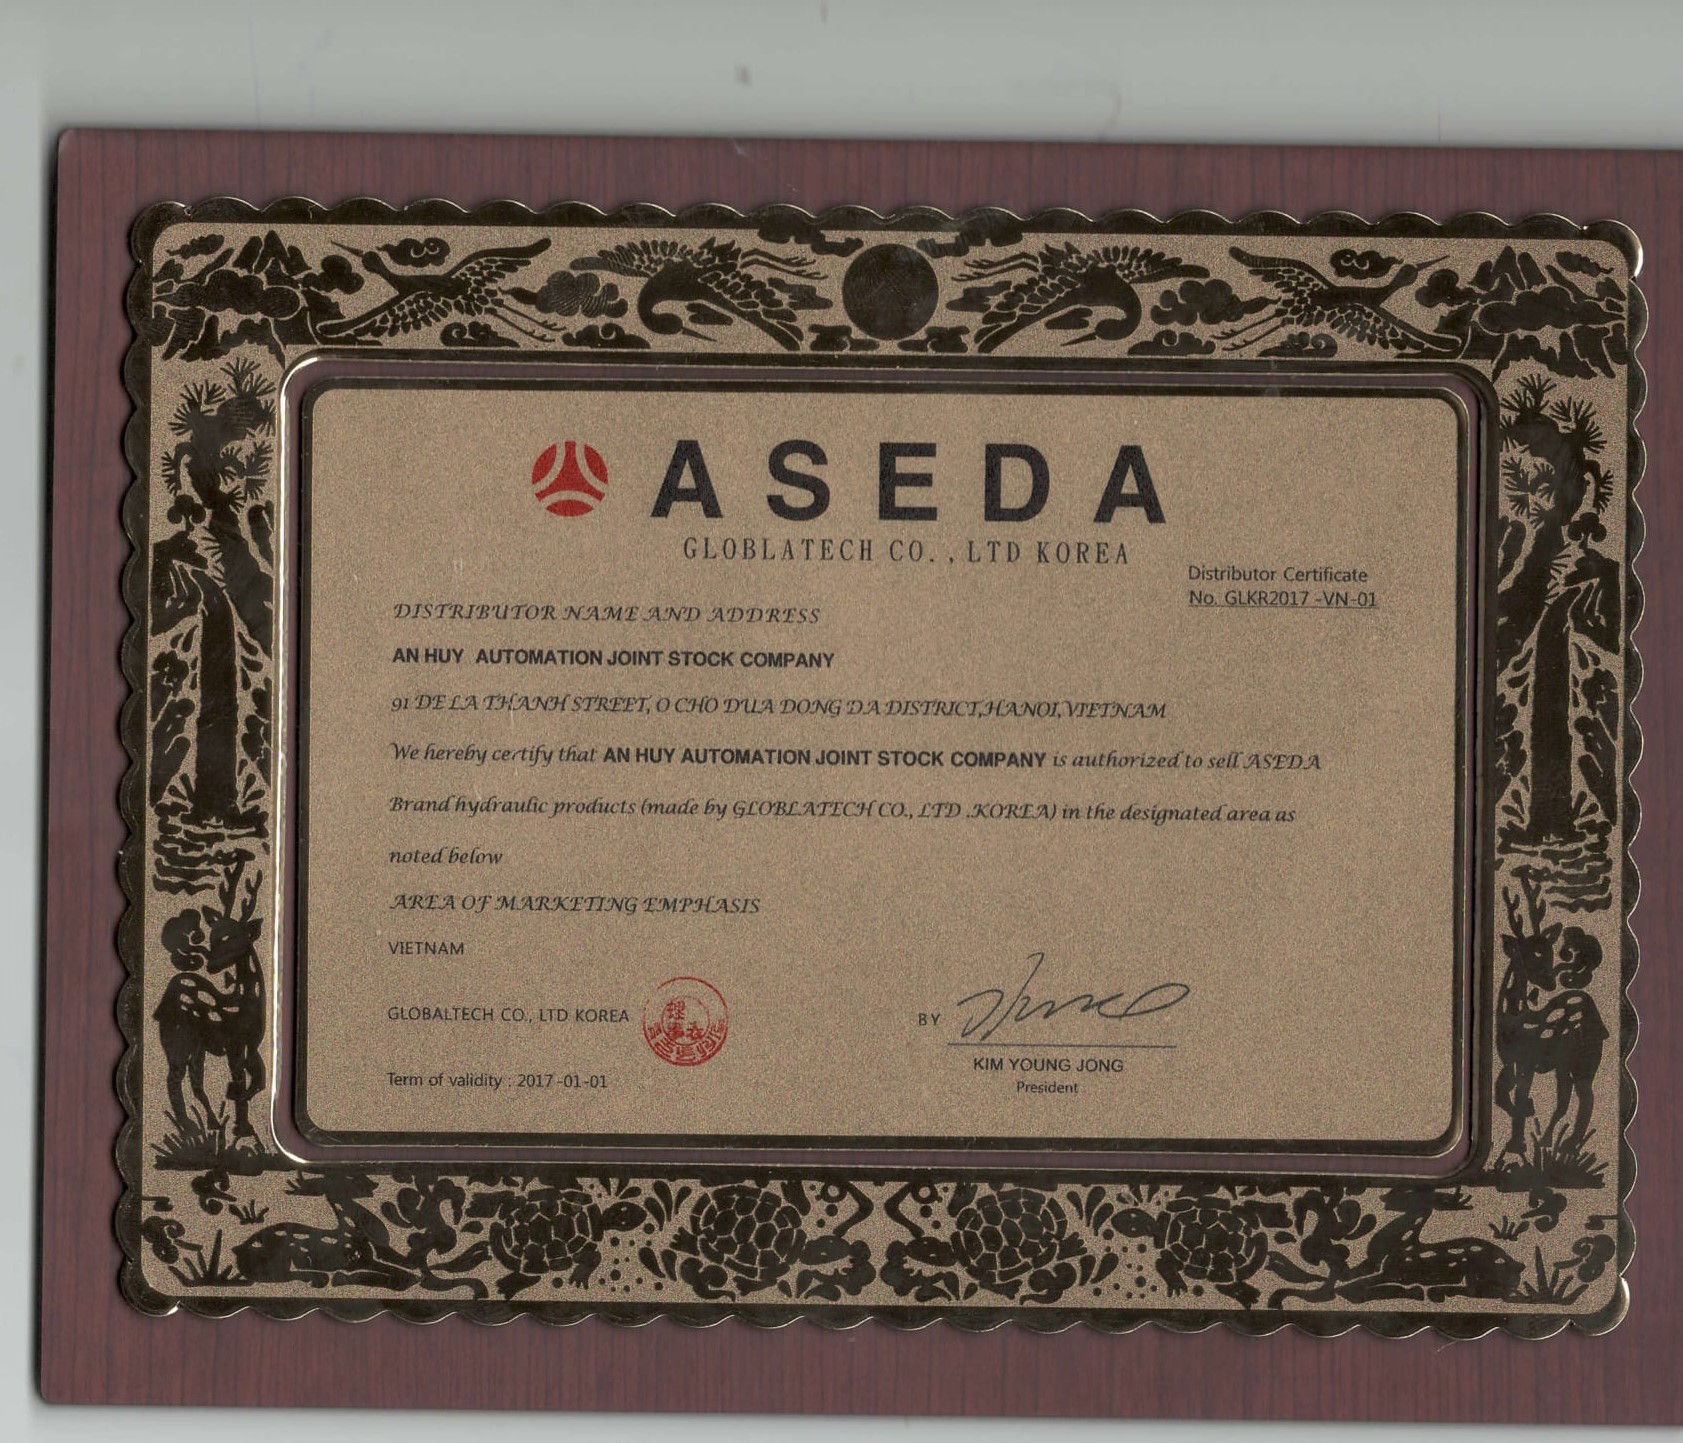 ASEDA
GLOBLATECH CO.,LTD KOREA
Distributor Certificate
No. GLKR2017 -VN-01
DISTRIBUTOR NAME AND ADDRESS
AN HUY AUTOMATION JOINT STOCK COMPANY
91 DE LA THANH STREET, O CHO DUA DONG DA DISTRICT,HANOI,VIETNAM
We hereby certify that AN HUY AUTOMATION JOINT STOCK COMPANY is authorized to sell ASEDA
Brand hydraulic products (made by GLOBLATECH CO., LTD .KOREA) in the designated area as
noted below
AREA OF MARKETING EMPHASIS
VIETNAM
GLOBALTECH CO., LTD KOREA
BY
KIM YOUNG JONG
President
Term of validity : 2017-01-01